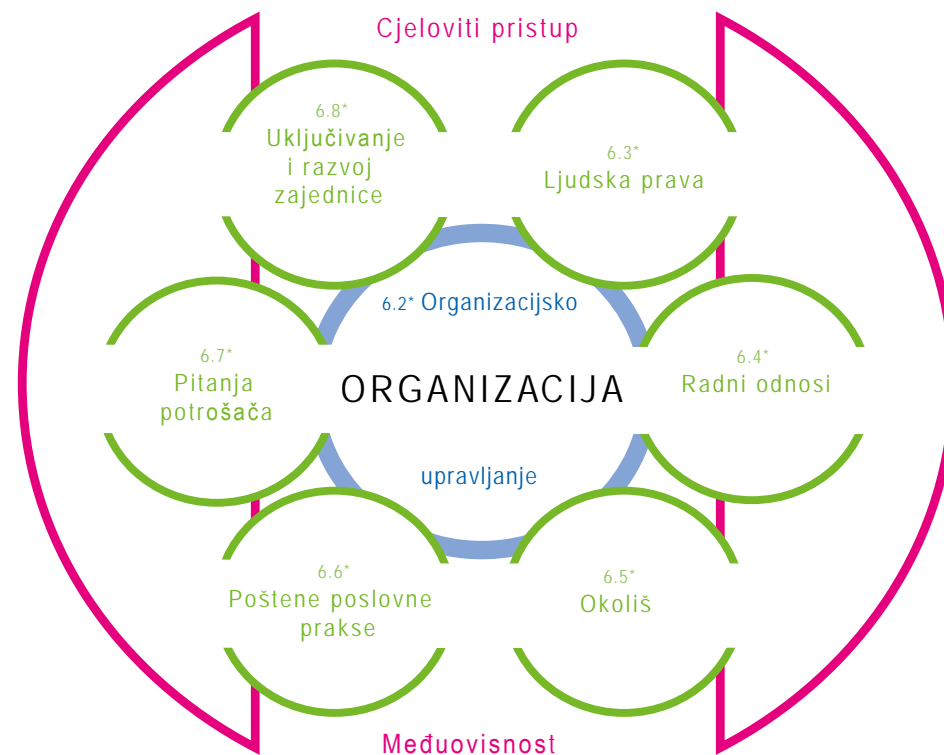 Cjeloviti pristup
6.8*
Uključivanje
i razvoj
zajednice
6.3*
Ljudska prava
6.2* Organizacijsko
6.7*
Pitanja
potrošača
ORGANIZACIJA
6.4*
Radni odnosi
upravljanje
6.6*
Poštene poslovne
prakse
6.5*
Okoliš
Međuovisnost